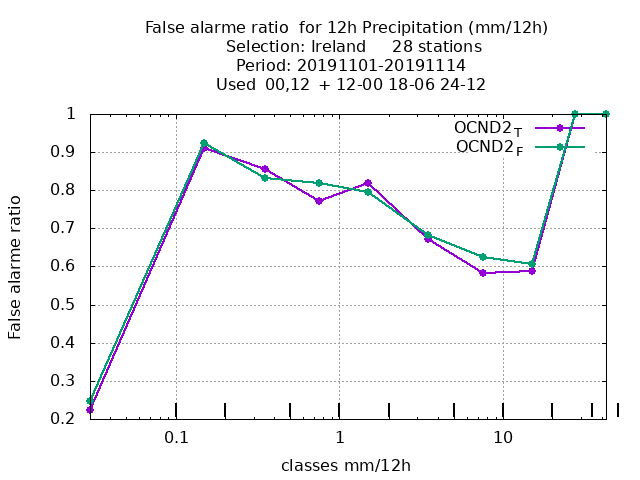 False alarme ratio  for 12h Precipitation (mm/12h)
Selection: Ireland     28 stations
Period: 20191101-20191114
Used  00,12  + 12-00 18-06 24-12
OCND2T
OCND2F
1
0.9
0.8
0.7
0.6
0.5
0.4
0.3
0.2
False alarme ratio
0.1 1 10
classes mm/12h